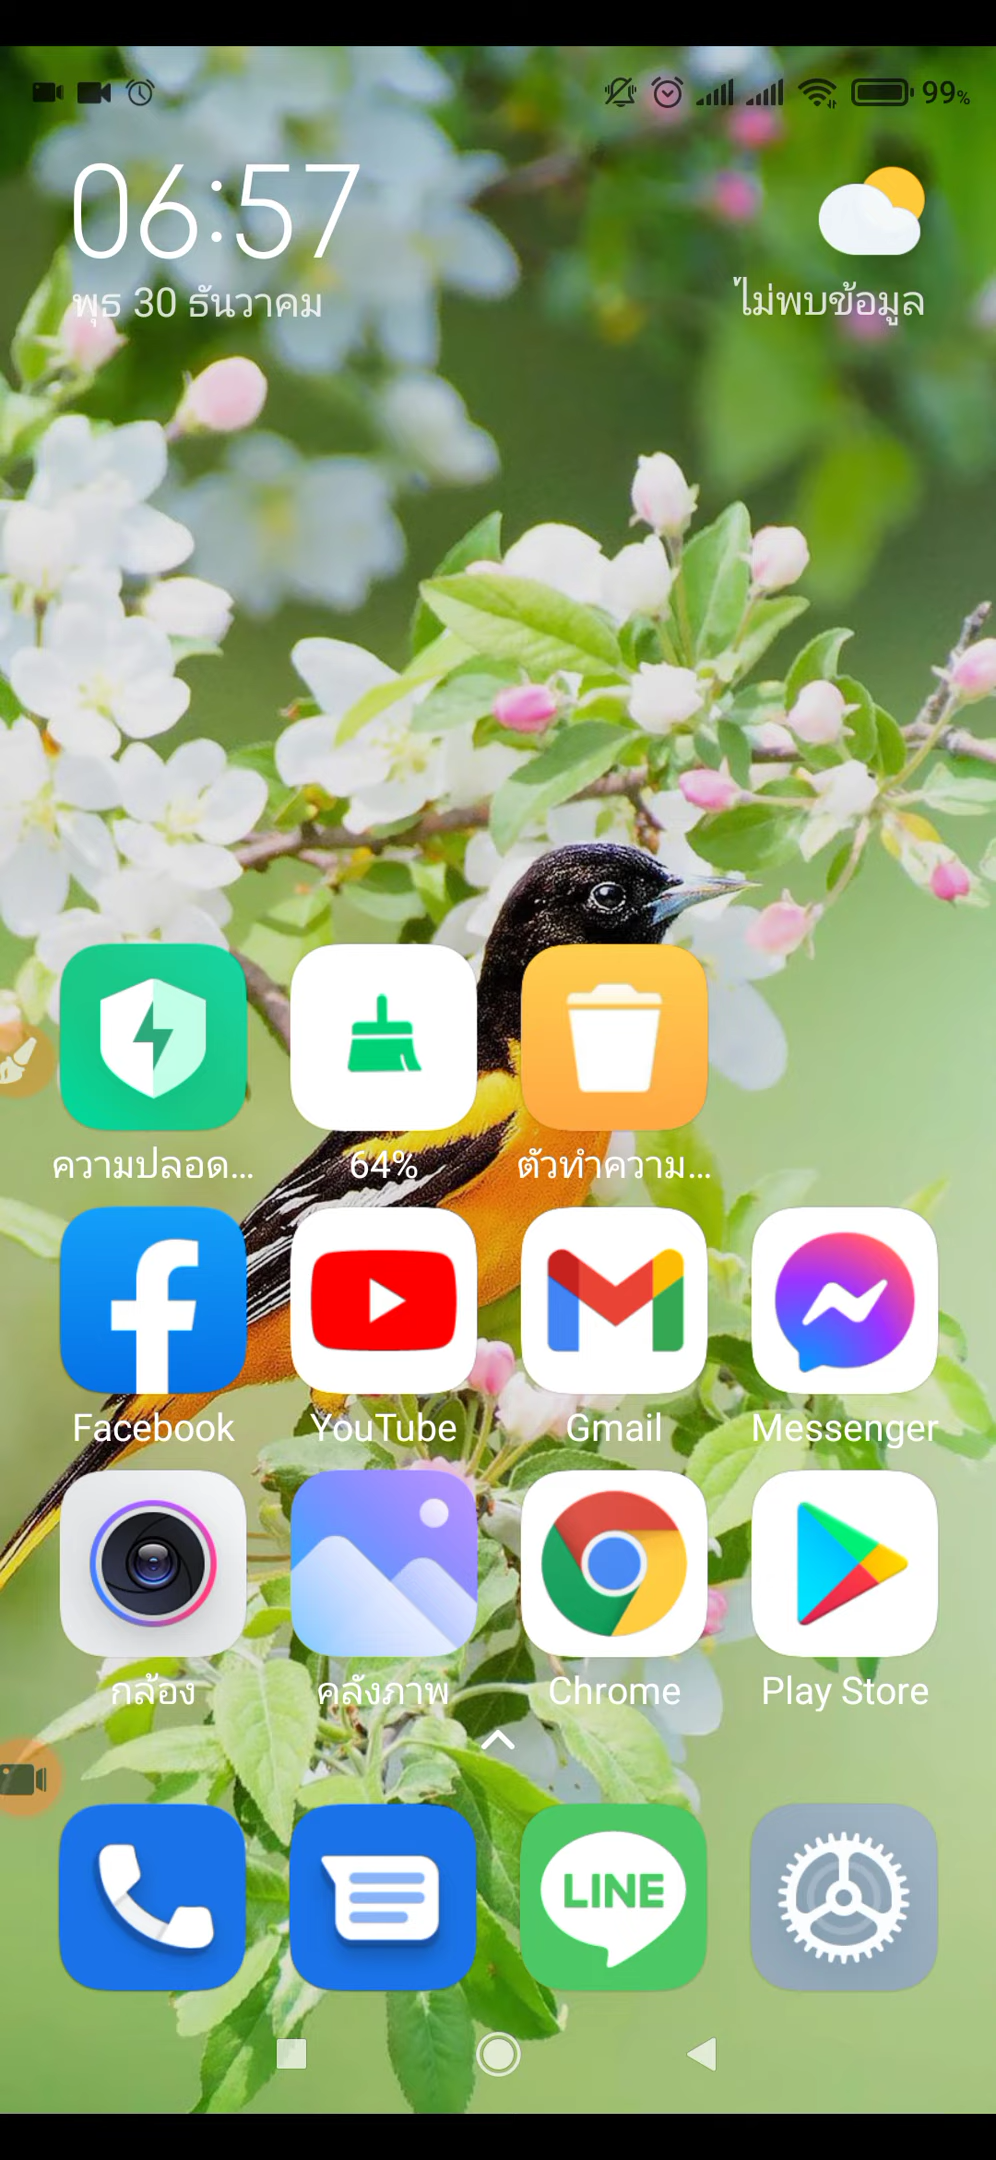 99%
06:57
พุธ 30 ธันวาคม
ไม่พบข้อมูล
ความปลอด... 64% ตัวทำความ...
Facebook YouTube Gmail Messenger
กล้อง คลังภาพ Chrome Play Store
LINE